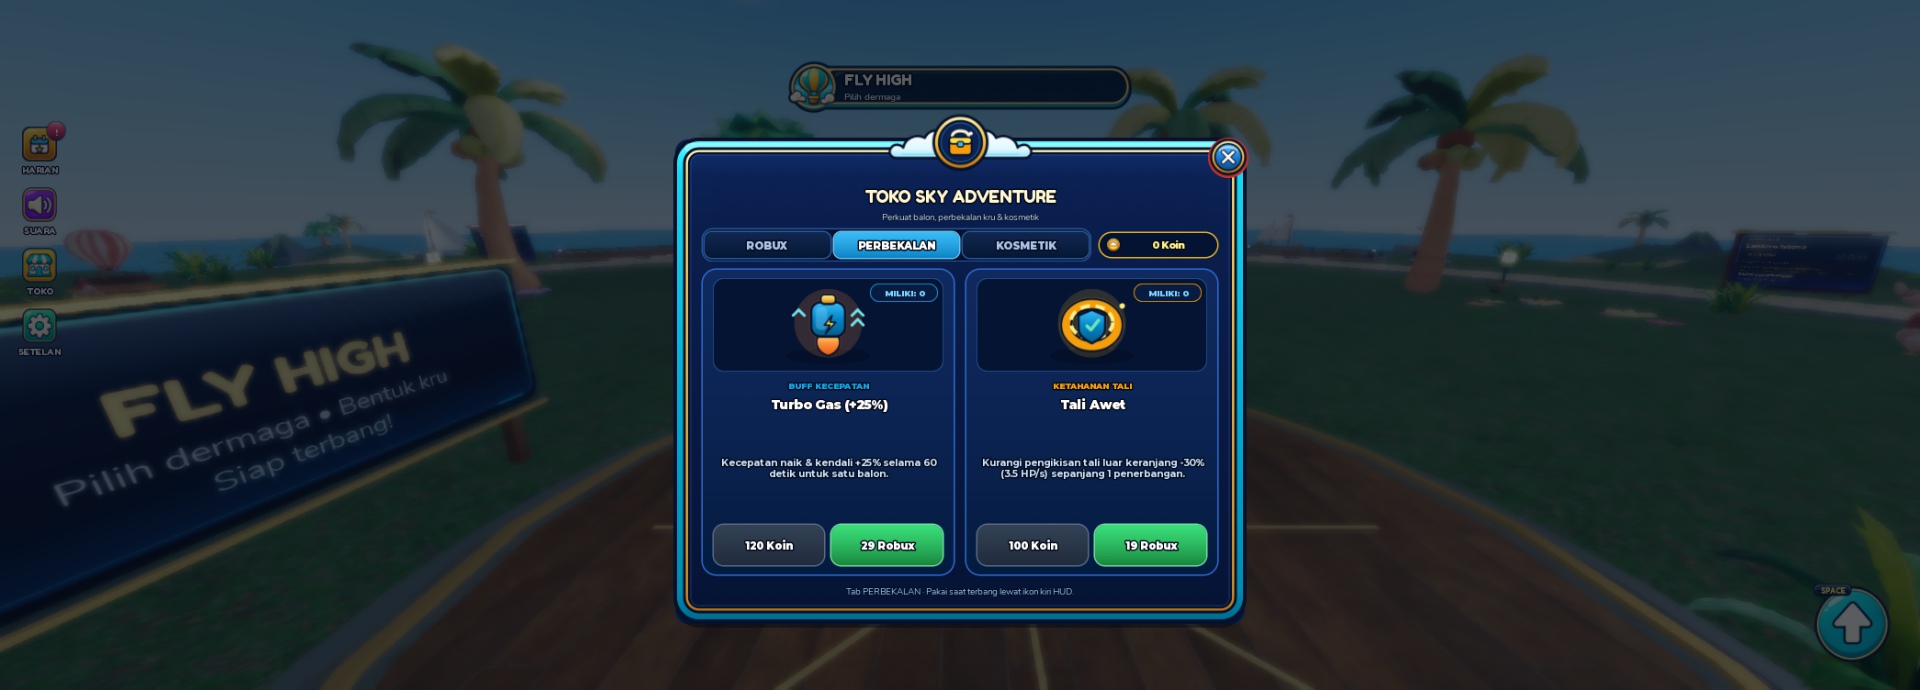 FLY HIGH
Pilih dermaga
!
HARIAN
SUARA
TOKO
SETELAN
FLY HIGH
Pilih dermaga • Bentuk kru
Siap terbang!
TOKO SKY ADVENTURE
Perkuat balon, perbekalan kru & kosmetik
ROBUX
PERBEKALAN
KOSMETIK
0 Koin
MILIKI: 0
BUFF KECEPATAN
Turbo Gas (+25%)
Kecepatan naik & kendali +25% selama 60
detik untuk satu balon.
120 Koin
29 Robux
MILIKI: 0
KETAHANAN TALI
Tali Awet
Kurangi pengikisan tali luar keranjang -30%
(3.5 HP/s) sepanjang 1 penerbangan.
100 Koin
19 Robux
Tab PERBEKALAN · Pakai saat terbang lewat ikon kiri HUD.
SPACE